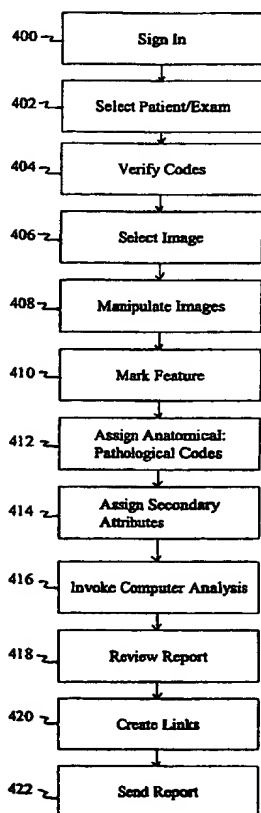 400
Sign In
402
Select Patient/Exam
404
Verify Codes
406
Select Image
408
Manipulate Images
410
Mark Feature
412
Assign Anatomical:
Pathological Codes
414
Assign Secondary
Attributes
416
Invoke Computer Analysis
418
Review Report
420
Create Links
422
Send Report